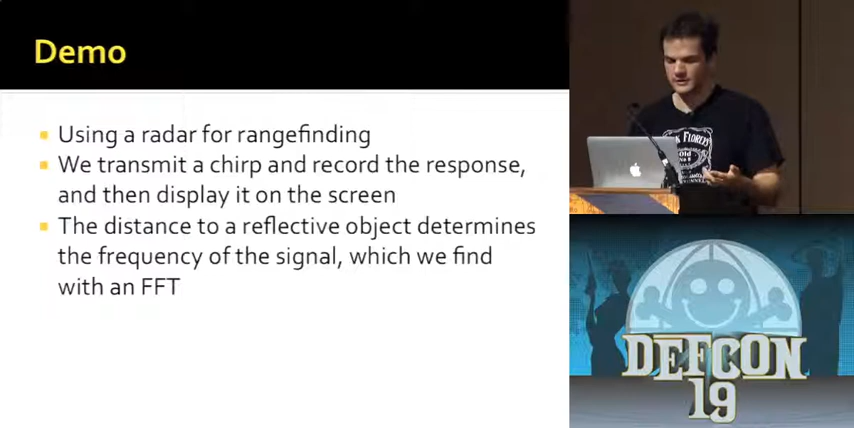 Demo
Using a radar for rangefinding
We transmit a chirp and record the response,
and then display it on the screen
The distance to a reflective object determines
the frequency of the signal, which we find
with an FFT
Old
DEFCON
19